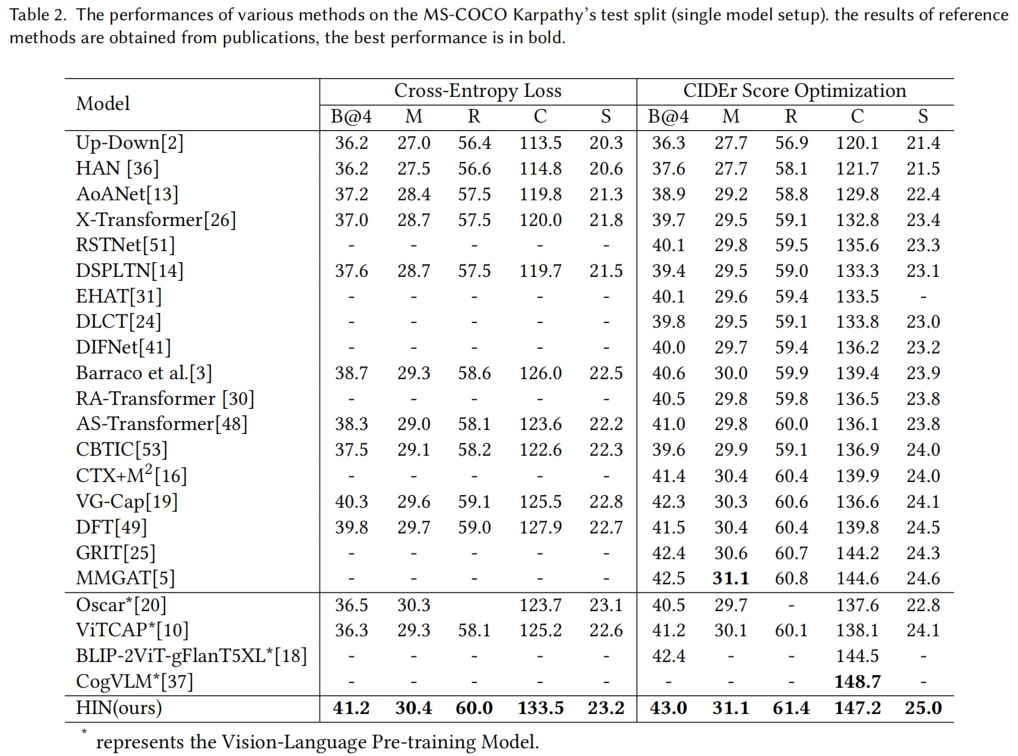 Table 2. The performances of various methods on the MS-COCO Karpathy's test split (single model setup). the results of reference
methods are obtained from publications, the best performance is in bold.
Model Cross-Entropy Loss CIDEr Score Optimization
B@4 M R C S B@4 M R C S
Up-Down[2] 36.2 27.0 56.4 113.5 20.3 36.3 27.7 56.9 120.1 21.4
HAN [36] 36.2 27.5 56.6 114.8 20.6 37.6 27.7 58.1 121.7 21.5
AoANet[13] 37.2 28.4 57.5 119.8 21.3 38.9 29.2 58.8 129.8 22.4
X-Transformer[26] 37.0 28.7 57.5 120.0 21.8 39.7 29.5 59.1 132.8 23.4
RSTNet[51] - - - - - 40.1 29.8 59.5 135.6 23.3
DSPLTN[14] 37.6 28.7 57.5 119.7 21.5 39.4 29.5 59.0 133.3 23.1
EHAT[31] - - - - - 40.1 29.6 59.4 133.5 -
DLCT[24] - - - - - 39.8 29.5 59.1 133.8 23.0
DIFNet[41] - - - - - 40.0 29.7 59.4 136.2 23.2
Barraco et al.[3] 38.7 29.3 58.6 126.0 22.5 40.6 30.0 59.9 139.4 23.9
RA-Transformer [30] - - - - - 40.5 29.8 59.8 136.5 23.8
AS-Transformer[48] 38.3 29.0 58.1 123.6 22.2 41.0 29.8 60.0 136.1 23.8
CBTIC[53] 37.5 29.1 58.2 122.6 22.3 39.6 29.9 59.1 136.9 24.0
CTX+M²[16] - - - - - 41.4 30.4 60.4 139.9 24.0
VG-Cap[19] 40.3 29.6 59.1 125.5 22.8 42.3 30.3 60.6 136.6 24.1
DFT[49] 39.8 29.7 59.0 127.9 22.7 41.5 30.4 60.4 139.8 24.5
GRIT[25] - - - - - 42.4 30.6 60.7 144.2 24.3
MMGAT[5] - - - - - 42.5 31.1 60.8 144.6 24.6
Oscar*[20] 36.5 30.3 123.7 23.1 40.5 29.7 - 137.6 22.8
ViTCAP*[10] 36.3 29.3 58.1 125.2 22.6 41.2 30.1 60.1 138.1 24.1
BLIP-2ViT-gFlanT5XL*[18] - - - - - 42.4 - - 144.5 -
CogVLM*[37] - - - - - - - - 148.7 -
HIN(ours) 41.2 30.4 60.0 133.5 23.2 43.0 31.1 61.4 147.2 25.0
* represents the Vision-Language Pre-training Model.